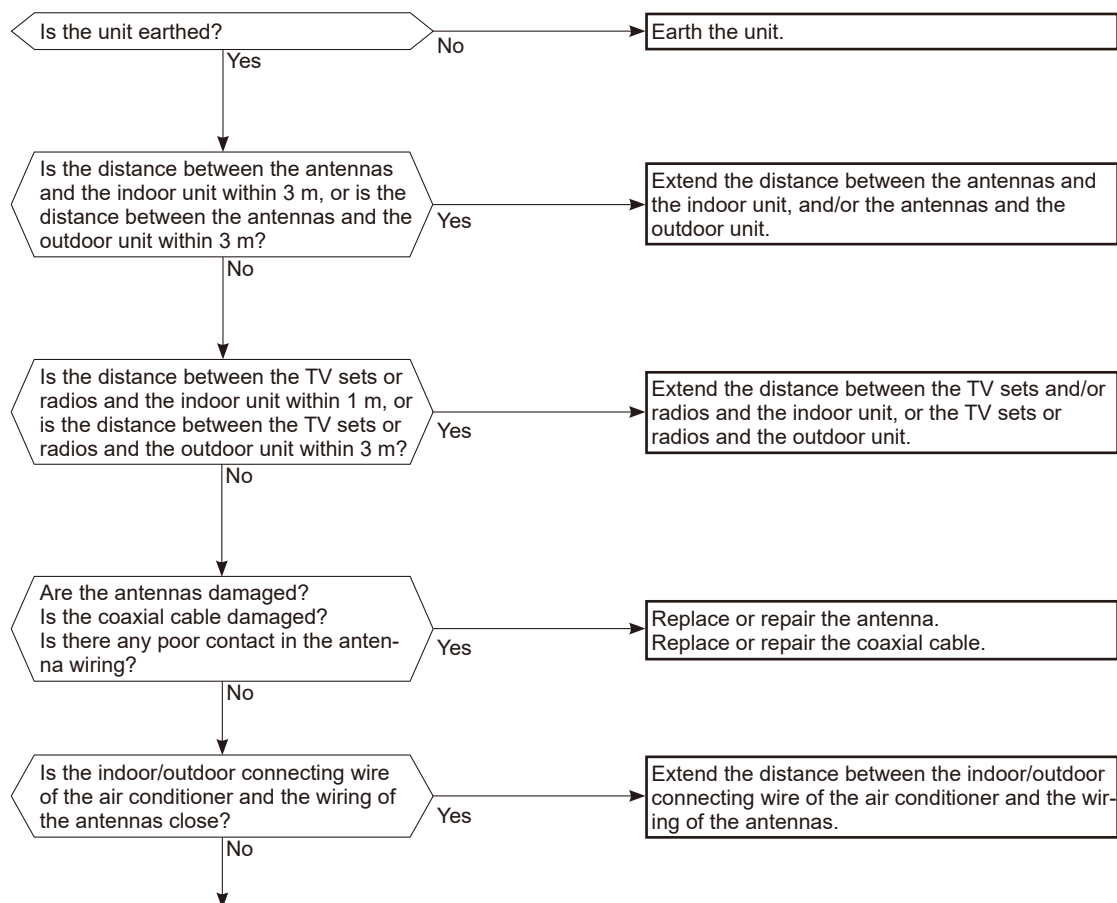 Is the unit earthed?
No
Earth the unit.
Yes
Is the distance between the antennas
and the indoor unit within 3 m, or is the
distance between the antennas and the
outdoor unit within 3 m?
Yes
Extend the distance between the antennas and
the indoor unit, and/or the antennas and the
outdoor unit.
No
Is the distance between the TV sets or
radios and the indoor unit within 1 m, or
is the distance between the TV sets or
radios and the outdoor unit within 3 m?
Yes
Extend the distance between the TV sets and/or
radios and the indoor unit, or the TV sets or
radios and the outdoor unit.
No
Are the antennas damaged?
Is the coaxial cable damaged?
Is there any poor contact in the anten-
na wiring?
Yes
Replace or repair the antenna.
Replace or repair the coaxial cable.
No
Is the indoor/outdoor connecting wire
of the air conditioner and the wiring of
the antennas close?
Yes
Extend the distance between the indoor/outdoor
connecting wire of the air conditioner and the wir-
ing of the antennas.
No